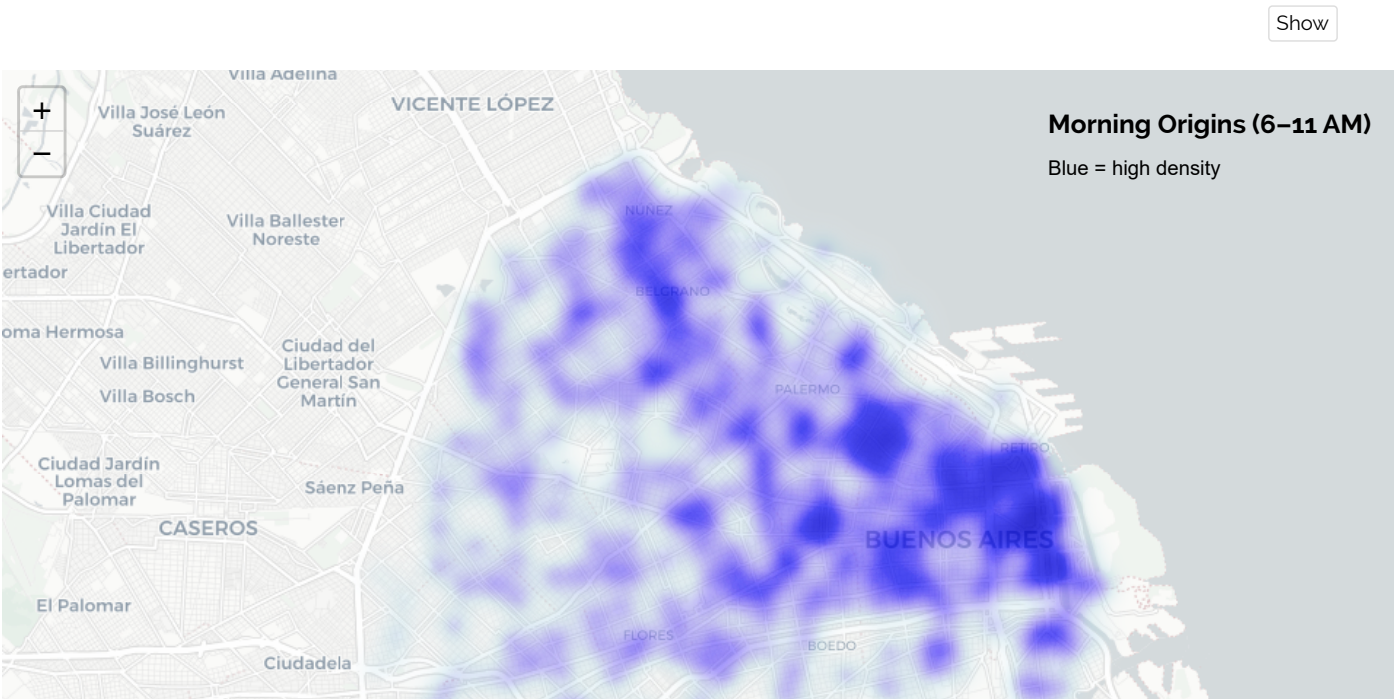 Show
+
−
Morning Origins (6–11 AM)
Blue = high density
Villa Adelina
VICENTE LÓPEZ
Villa José León
Suárez
Villa Ciudad
Jardín El
Libertador
Villa Ballester
Noreste
NÚÑEZ
ertador
BELGRANO
oma Hermosa
Villa Billinghurst
Ciudad del
Libertador
General San
Martín
Villa Bosch
PALERMO
RETIRO
Ciudad Jardín
Lomas del
Palomar
Sáenz Peña
CASEROS
BUENOS AIRES
El Palomar
FLORES
BOEDO
Ciudadela